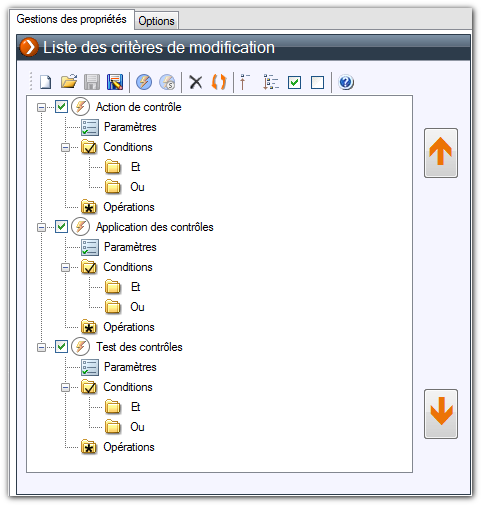 Gestions des propriétés
Options
Liste des critères de modification
Action de contrôle
Paramètres
Conditions
Et
Ou
Opérations
Application des contrôles
Paramètres
Conditions
Et
Ou
Opérations
Test des contrôles
Paramètres
Conditions
Et
Ou
Opérations